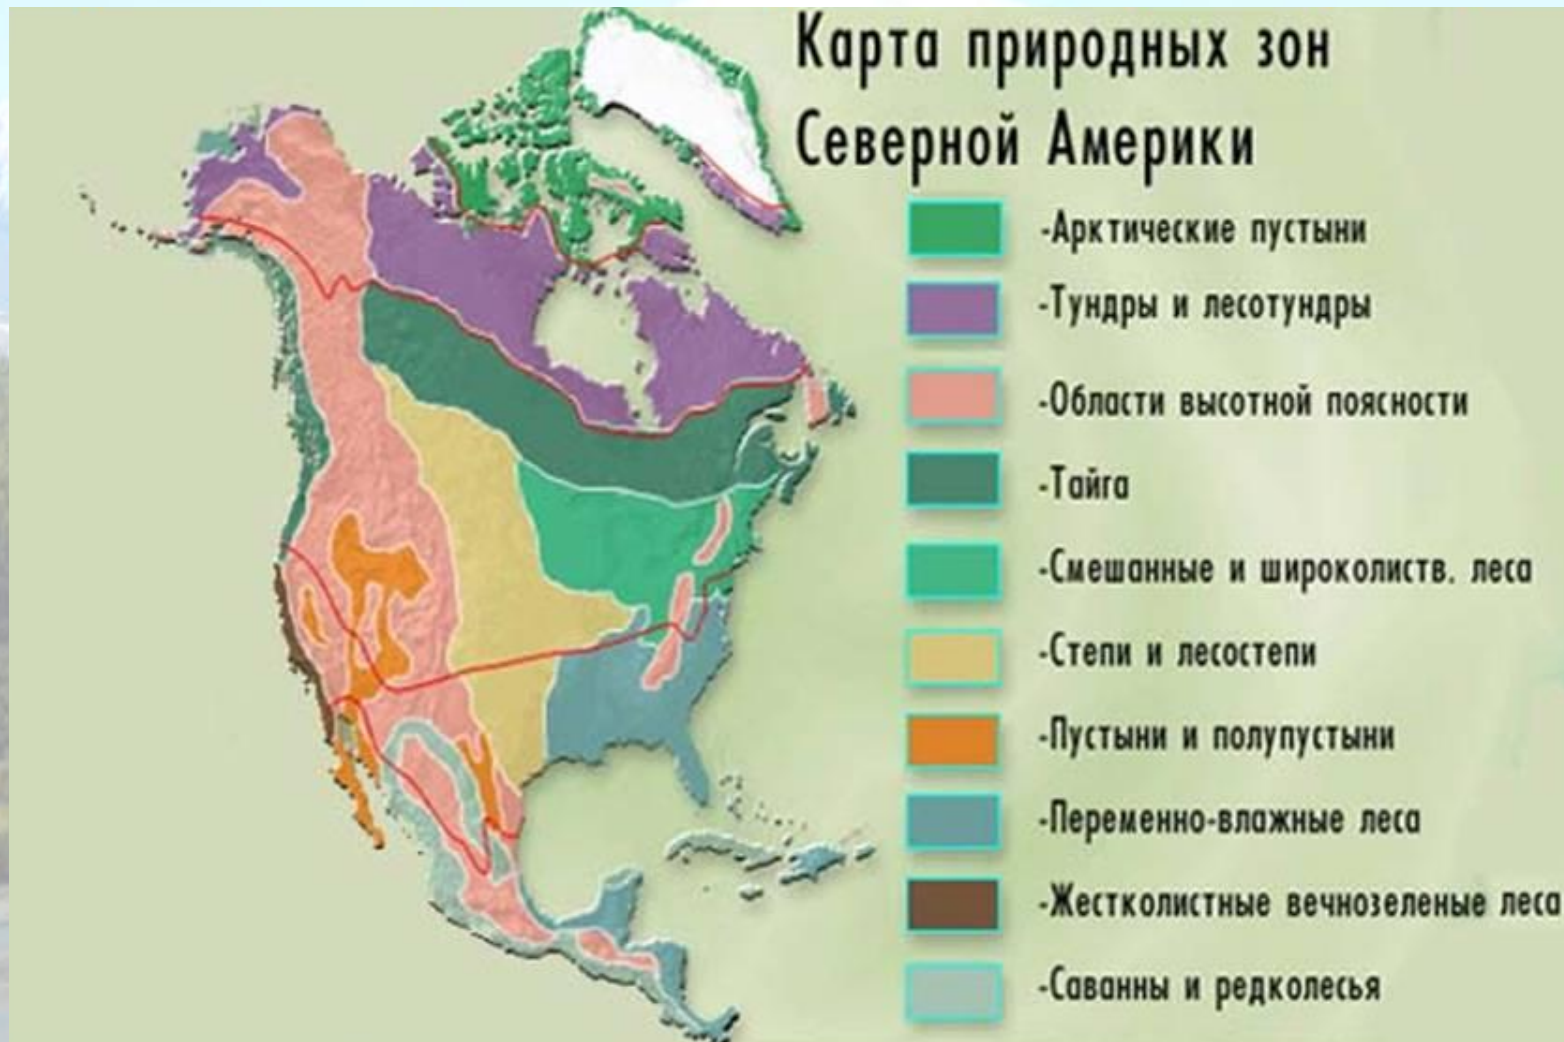 Карта природных зон
Северной Америки
-Арктические пустыни
-Тундры и лесотундры
-Области высотной поясности
-Тайга
-Смешанные и широколиств. леса
-Степи и лесостепи
-Пустыни и полупустыни
-Переменно-влажные леса
-Жестколистные вечнозеленые леса
-Саванны и редколесья